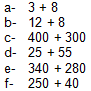 a- 3 + 8
b- 12 + 8
c- 400 + 300
d- 25 + 55
e- 340 + 280
f- 250 + 40